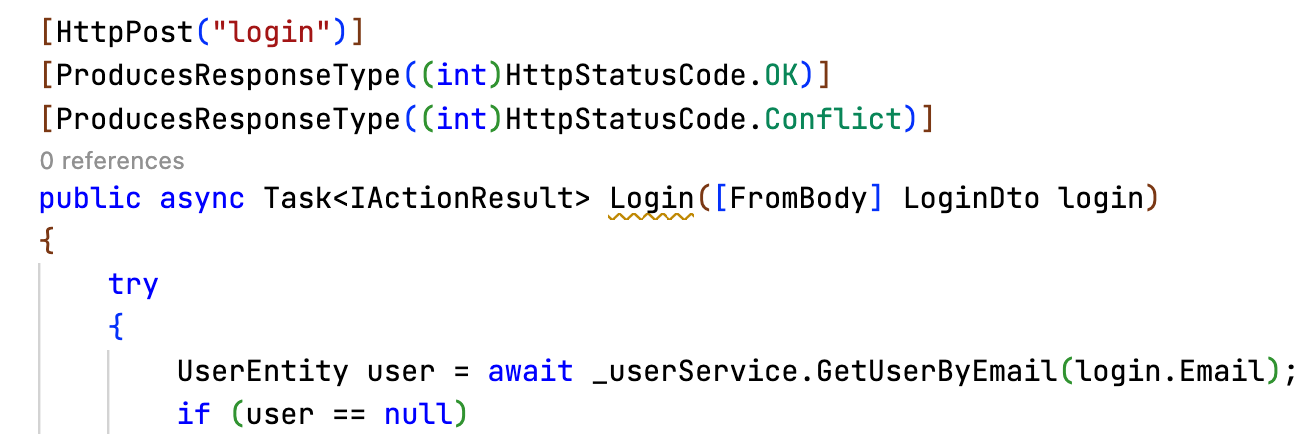 [HttpPost("login")]
[ProducesResponseType((int)HttpStatusCode.OK)]
[ProducesResponseType((int)HttpStatusCode.Conflict)]
0 references
public async Task<IActionResult> Login([FromBody] LoginDto login)
{
try
{
UserEntity user = await _userService.GetUserByEmail(login.Email);
if (user == null)